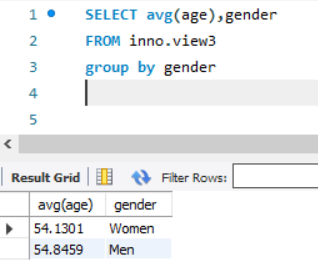 1 SELECT avg(age),gender
2 FROM inno.view3
3 group by gender
4
5
Result Grid Filter Rows:
avg(age) gender
54.1301 Women
54.8459 Men